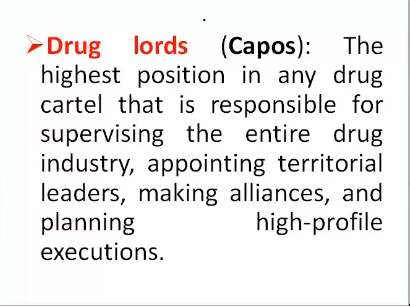 ➢Drug lords (Capos): The
highest position in any drug
cartel that is responsible for
supervising the entire drug
industry, appointing territorial
leaders, making alliances, and
planning high-profile
executions.